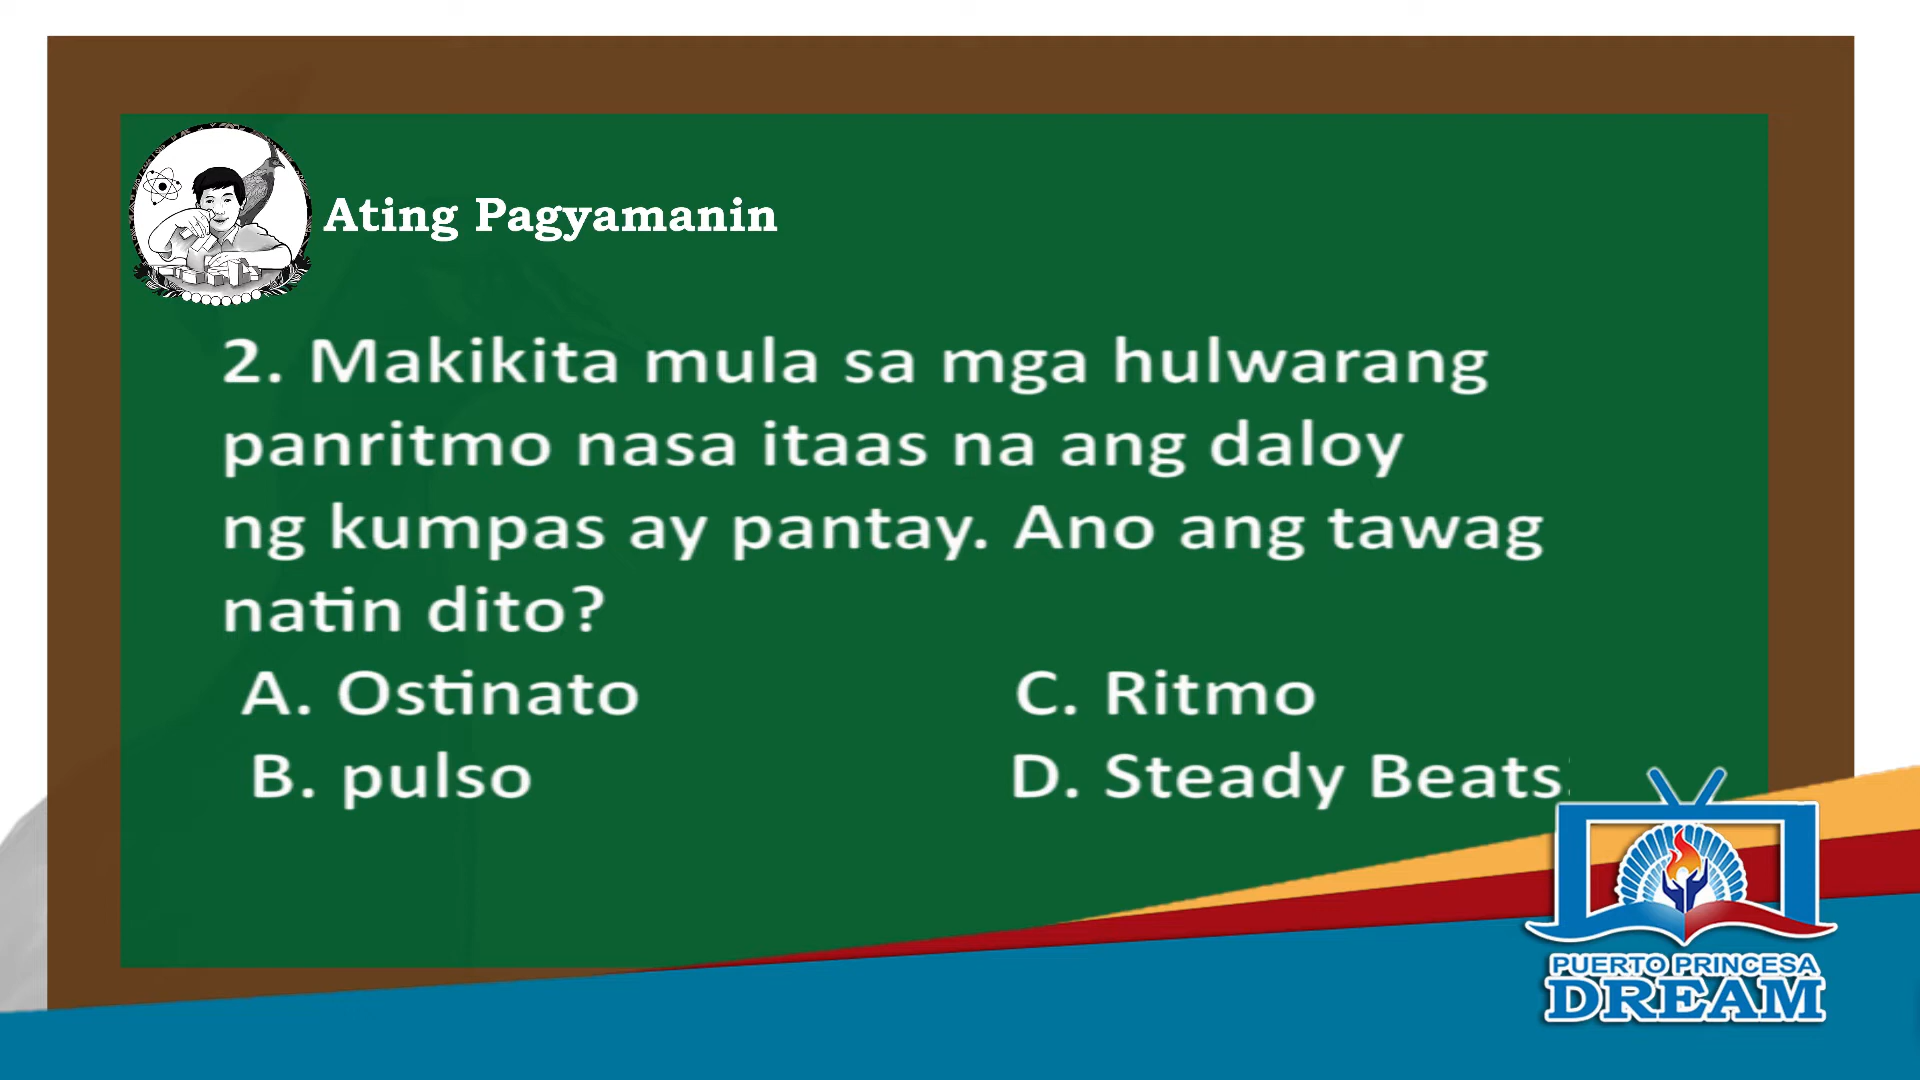 Ating Pagyamanin
2. Makikita mula sa mga hulwarang
panritmo nasa itaas na ang daloy
ng kumpas ay pantay. Ano ang tawag
natin dito?
A. Ostinato
C. Ritmo
B. pulso
D. Steady Beats.
PUERTO PRINCESA
DREAM